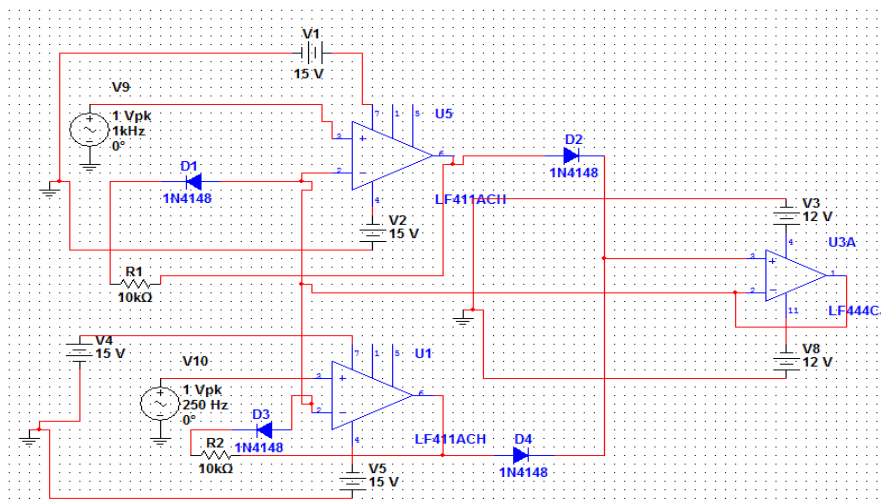 V1
15 V
V9
1 Vpk
1kHz
0°
7
1
5
U5
3
+
2
−
6
4
LF411ACH
D1
1N4148
D2
1N4148
V2
15 V
R1
10kΩ
V3
12 V
4
U3A
3
+
2
−
1
11
LF444C
V8
12 V
V4
15 V
V10
1 Vpk
250 Hz
0°
7
1
5
U1
3
+
2
−
6
4
LF411ACH
D3
1N4148
R2
10kΩ
D4
1N4148
V5
15 V